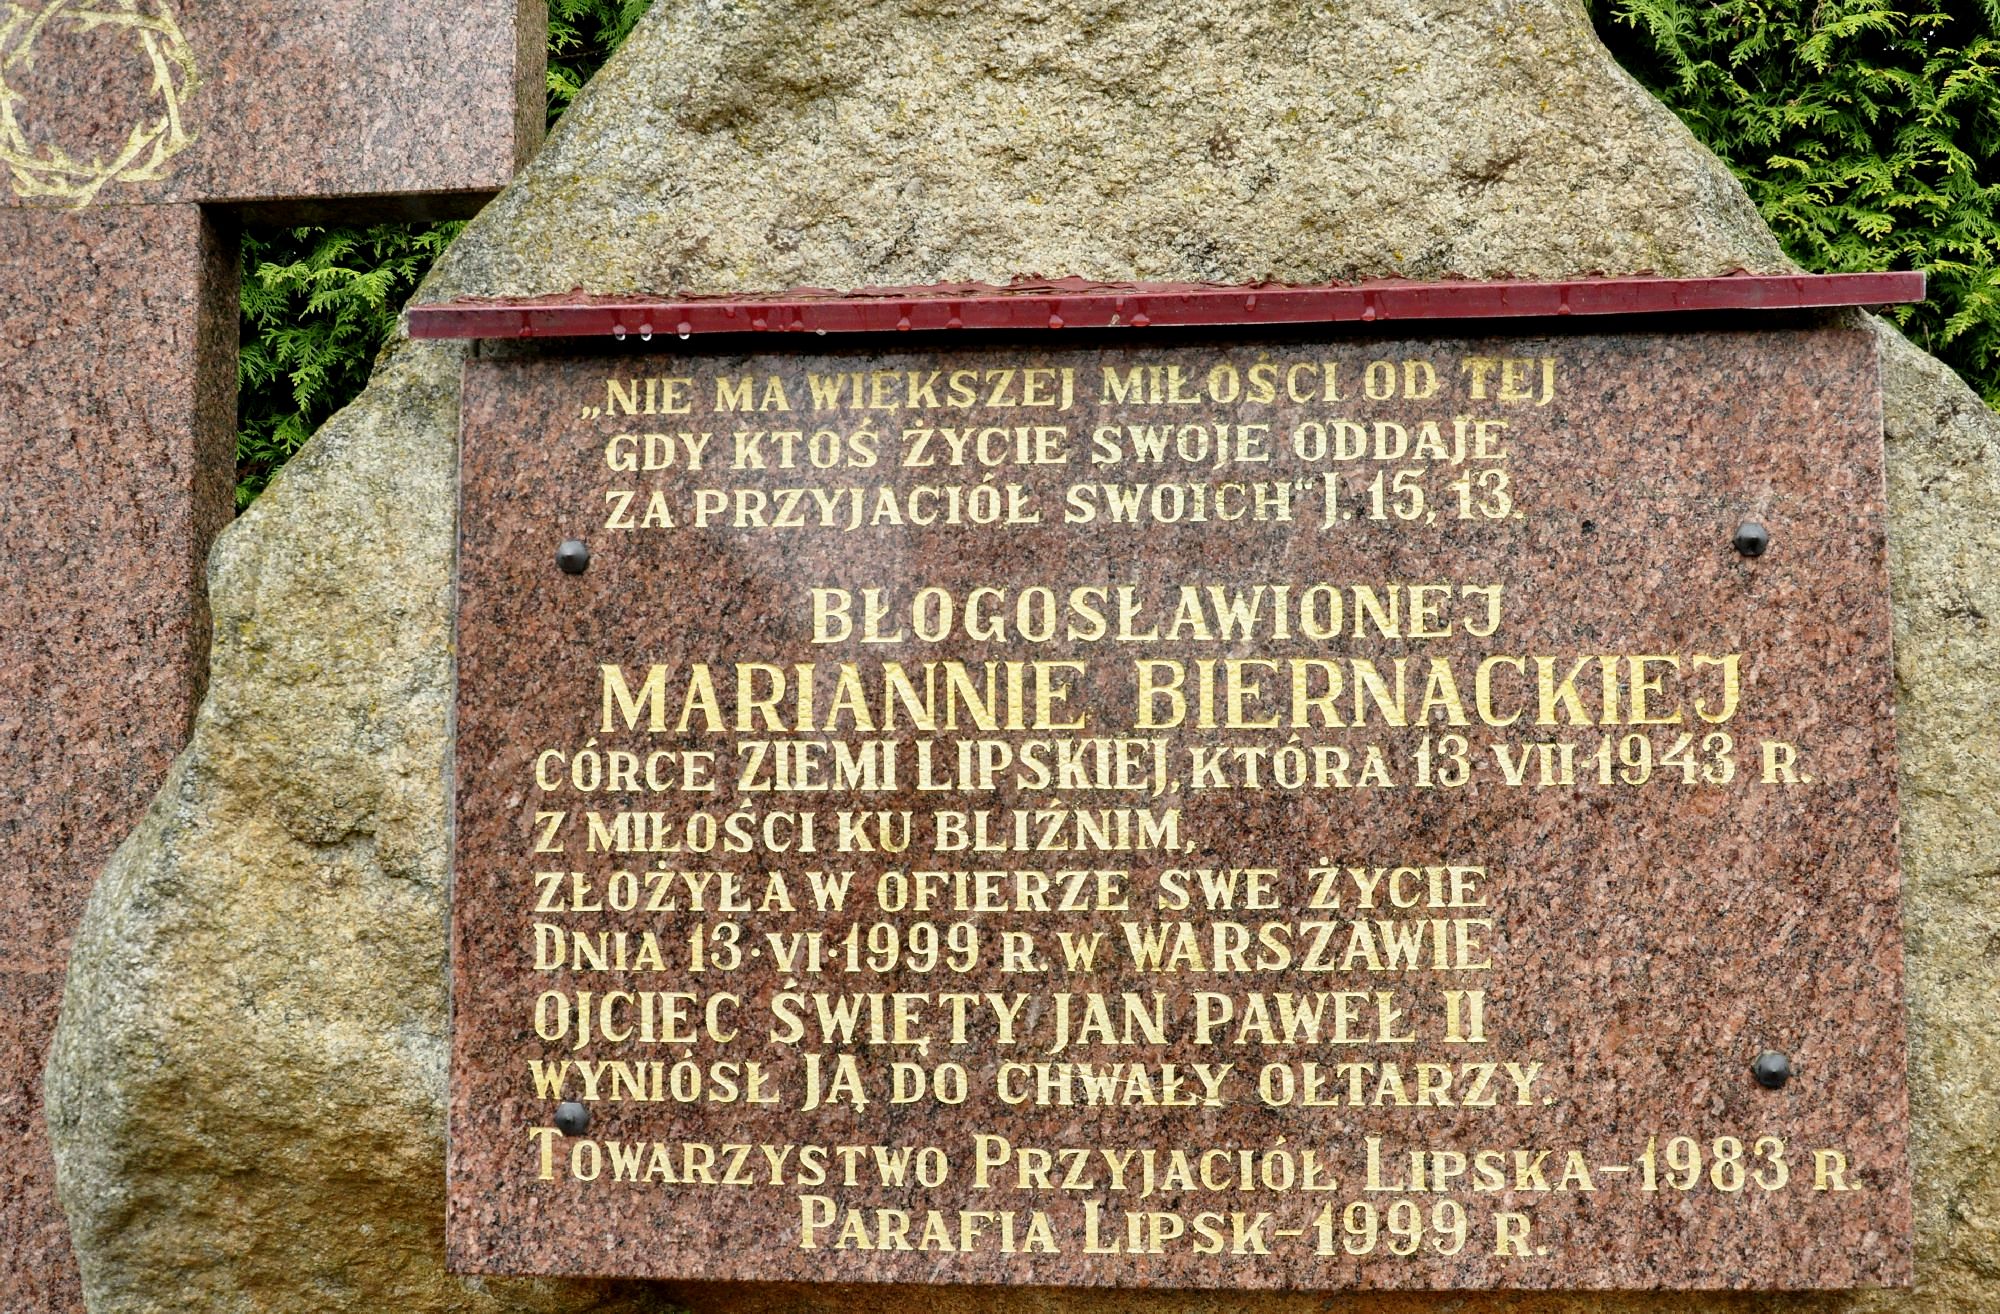 „NIE MA WIĘKSZEJ MIŁOŚCI OD TEJ
GDY KTOŚ ŻYCIE SWOJE ODDAJE
ZA PRZYJACIÓŁ SWOICH" J. 15, 13.
BŁOGOSŁAWIONEJ
MARIANNIE BIERNACKIEJ
CÓRCE ZIEMI LIPSKIEJ, KTÓRA 13·VII·1943 R.
Z MIŁOŚCI KU BLIŹNIM,
ZŁOŻYŁA W OFIERZE SWE ŻYCIE
DNIA 13·VI·1999 R. W WARSZAWIE
OJCIEC ŚWIĘTY JAN PAWEŁ II
WYNIÓSŁ JĄ DO CHWAŁY OŁTARZY.
TOWARZYSTWO PRZYJACIÓŁ LIPSKA-1983 R.
PARAFIA LIPSK-1999 R.